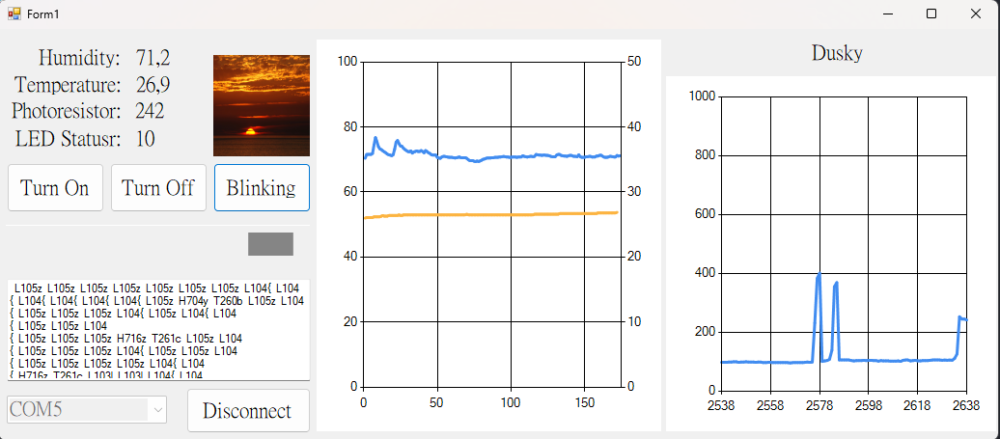 Form1
Humidity: 71,2
Temperature: 26,9
Photoresistor: 242
LED Statusr: 10
Turn On Turn Off Blinking
L105z L105z L105z L105z L105z L105z L105z L104{ L104
{ L104{ L104{ L104{ L104{ L105z H704y T260b L105z L104
{ L105z L105z L105z L104{ L105z L104{ L104
{ L105z L105z L104
{ L105z L105z L105z H716z T261c L105z L104
{ L105z L105z L105z L104{ L105z L105z L104
{ L105z L105z L105z L105z L104{ L104
{ H716z T261c L103| L103| L104{ L104
COM5
Disconnect
100
80
60
40
20
0
50
40
30
20
10
0
0 50 100 150
Dusky
1000
800
600
400
200
0
2538 2558 2578 2598 2618 2638